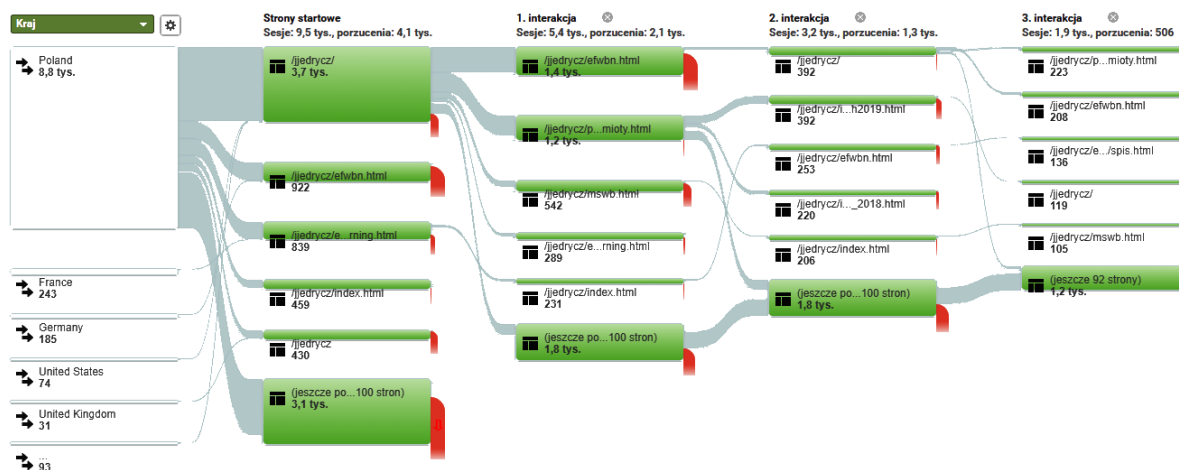 Kraj
Poland
8,8 tys.
France
243
Germany
185
United States
74
United Kingdom
31
...
93
Strony startowe
Sesje: 9,5 tys., porzucenia: 4,1 tys.
/jjedrycz/
3,7 tys.
/jjedrycz/efwbn.html
922
/jjedrycz/e...rning.html
839
/jjedrycz/index.html
459
/jjedrycz
430
(jeszcze po...100 stron)
3,1 tys.
1. interakcja
Sesje: 5,4 tys., porzucenia: 2,1 tys.
/jjedrycz/efwbn.html
1,4 tys.
/jjedrycz/p...mioty.html
1,2 tys.
/jjedrycz/mswb.html
542
/jjedrycz/e...rning.html
289
/jjedrycz/index.html
231
(jeszcze po...100 stron)
1,8 tys.
2. interakcja
Sesje: 3,2 tys., porzucenia: 1,3 tys.
/jjedrycz/
392
/jjedrycz/i...h2019.html
392
/jjedrycz/efwbn.html
253
/jjedrycz/i..._2018.html
220
/jjedrycz/index.html
206
(jeszcze po...100 stron)
1,8 tys.
3. interakcja
Sesje: 1,9 tys., porzucenia: 506
/jjedrycz/p...mioty.html
223
/jjedrycz/efwbn.html
208
/jjedrycz/e.../spis.html
136
/jjedrycz/
119
/jjedrycz/mswb.html
105
(jeszcze 92 strony)
1,2 tys.